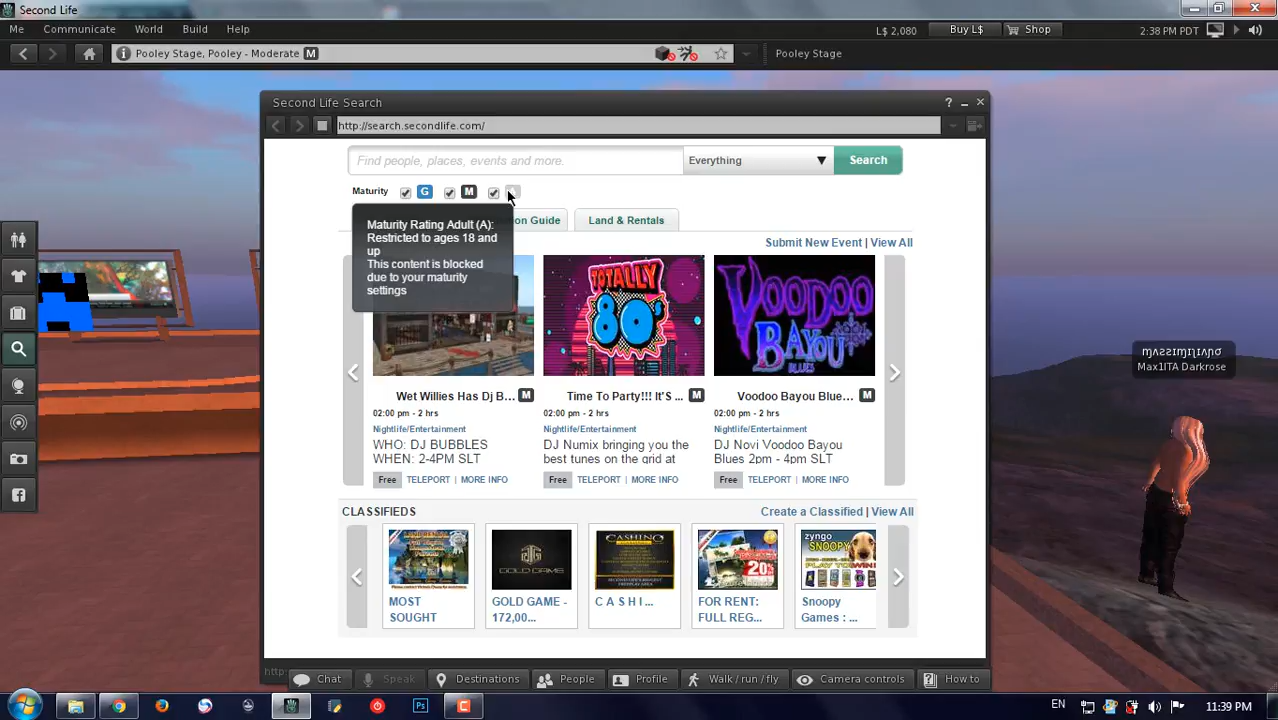 Second Life
Me Communicate World Build Help
L$ 2,080 Buy L$ Shop 2:38 PM PDT
Pooley Stage, Pooley - Moderate M
Pooley Stage
Second Life Search
?
http://search.secondlife.com/
Find people, places, events and more.
Everything
Search
Maturity G M
Maturity Rating Adult (A):
Restricted to ages 18 and
up
This content is blocked
due to your maturity
settings
on Guide
Land & Rentals
Submit New Event | View All
TOTALLY
80's
VOODOO
BAYOU
BLUES
Wet Willies Has Dj B... M
02:00 pm - 2 hrs
Nightlife/Entertainment
WHO: DJ BUBBLES
WHEN: 2-4PM SLT
Free TELEPORT | MORE INFO
Time To Party!!! It'S ... M
02:00 pm - 2 hrs
Nightlife/Entertainment
DJ Numix bringing you the
best tunes on the grid at
Free TELEPORT | MORE INFO
Voodoo Bayou Blue... M
02:00 pm - 2 hrs
Nightlife/Entertainment
DJ Novi Voodoo Bayou
Blues 2pm - 4pm SLT
Free TELEPORT | MORE INFO
Max1ITA Darkrose
CLASSIFIEDS
Create a Classified | View All
MOST
SOUGHT
GOLD GAME
GOLD GAME -
172,00...
CASHINO
C A S H I ...
20%
FOR RENT:
FULL REG...
zyngo
SNOOPY
Snoopy
Games : ...
http:
Chat Speak Destinations People Profile Walk / run / fly Camera controls How to
Ps
EN
11:39 PM